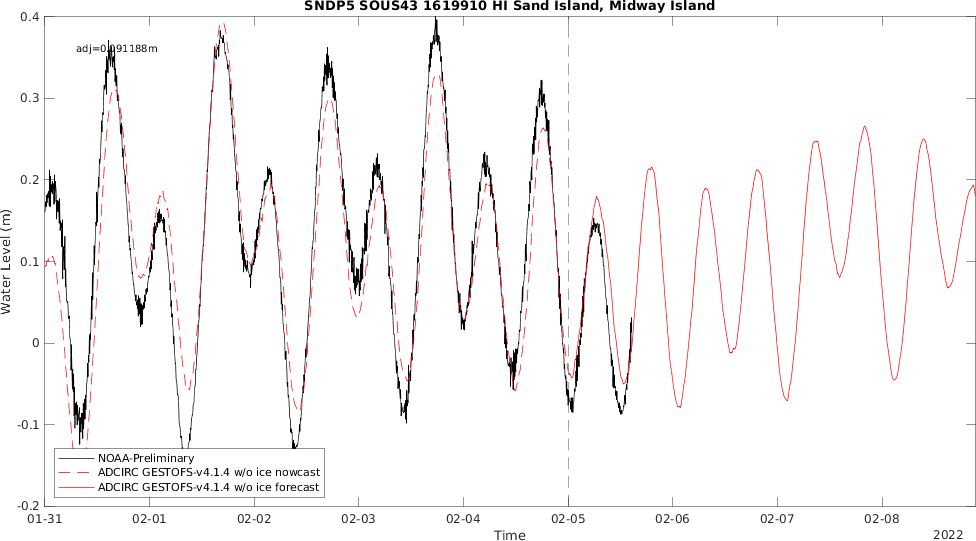 SNDP5 SOUS43 1619910 HI Sand Island, Midway Island
adj=0.091188m
Water Level (m)
0.4
0.3
0.2
0.1
0
-0.1
-0.2
NOAA-Preliminary
ADCIRC GESTOFS-v4.1.4 w/o ice nowcast
ADCIRC GESTOFS-v4.1.4 w/o ice forecast
01-31 02-01 02-02 02-03 02-04 02-05 02-06 02-07 02-08
Time
2022